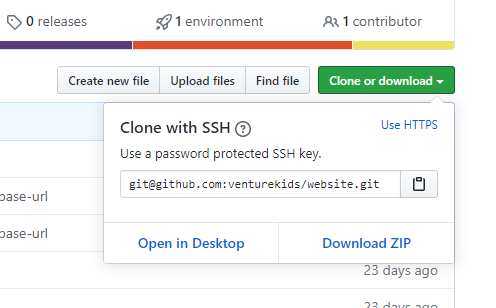 0 releases 1 environment 1 contributor
Create new file Upload files Find file Clone or download
Clone with SSH ? Use HTTPS
Use a password protected SSH key.
git@github.com:venturekids/website.git
base-url
base-url
Open in Desktop Download ZIP
23 days ago
23 days ago